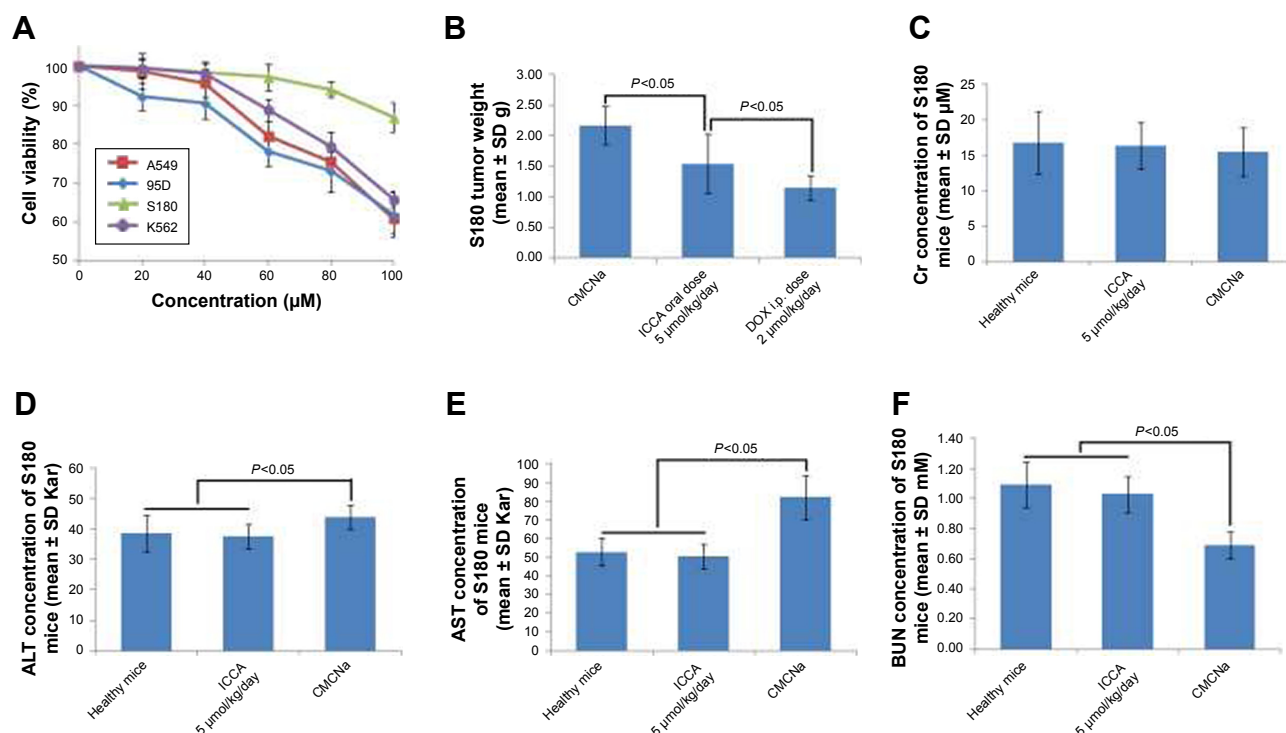 A
Cell viability (%)
100
90
80
70
60
50
A549
95D
S180
K562
0
20
40
60
80
100
Concentration (µM)
B
S180 tumor weight
(mean ± SD g)
3.00
2.50
2.00
1.50
1.00
0.50
0.00
P<0.05
P<0.05
CMCNa
ICCA oral dose
5 µmol/kg/day
DOX i.p. dose
2 µmol/kg/day
C
Cr concentration of S180
mice (mean ± SD µM)
25
20
15
10
5
0
Healthy mice
ICCA
5 µmol/kg/day
CMCNa
D
ALT concentration of S180
mice (mean ± SD Kar)
60
50
40
30
20
10
0
P<0.05
Healthy mice
ICCA
5 µmol/kg/day
CMCNa
E
AST concentration
of S180 mice
(mean ± SD Kar)
100
90
80
70
60
50
40
30
20
10
0
P<0.05
Healthy mice
ICCA
5 µmol/kg/day
CMCNa
F
BUN concentration of S180
mice (mean ± SD mM)
1.40
1.20
1.00
0.80
0.60
0.40
0.20
0.00
P<0.05
Healthy mice
ICCA
5 µmol/kg/day
CMCNa